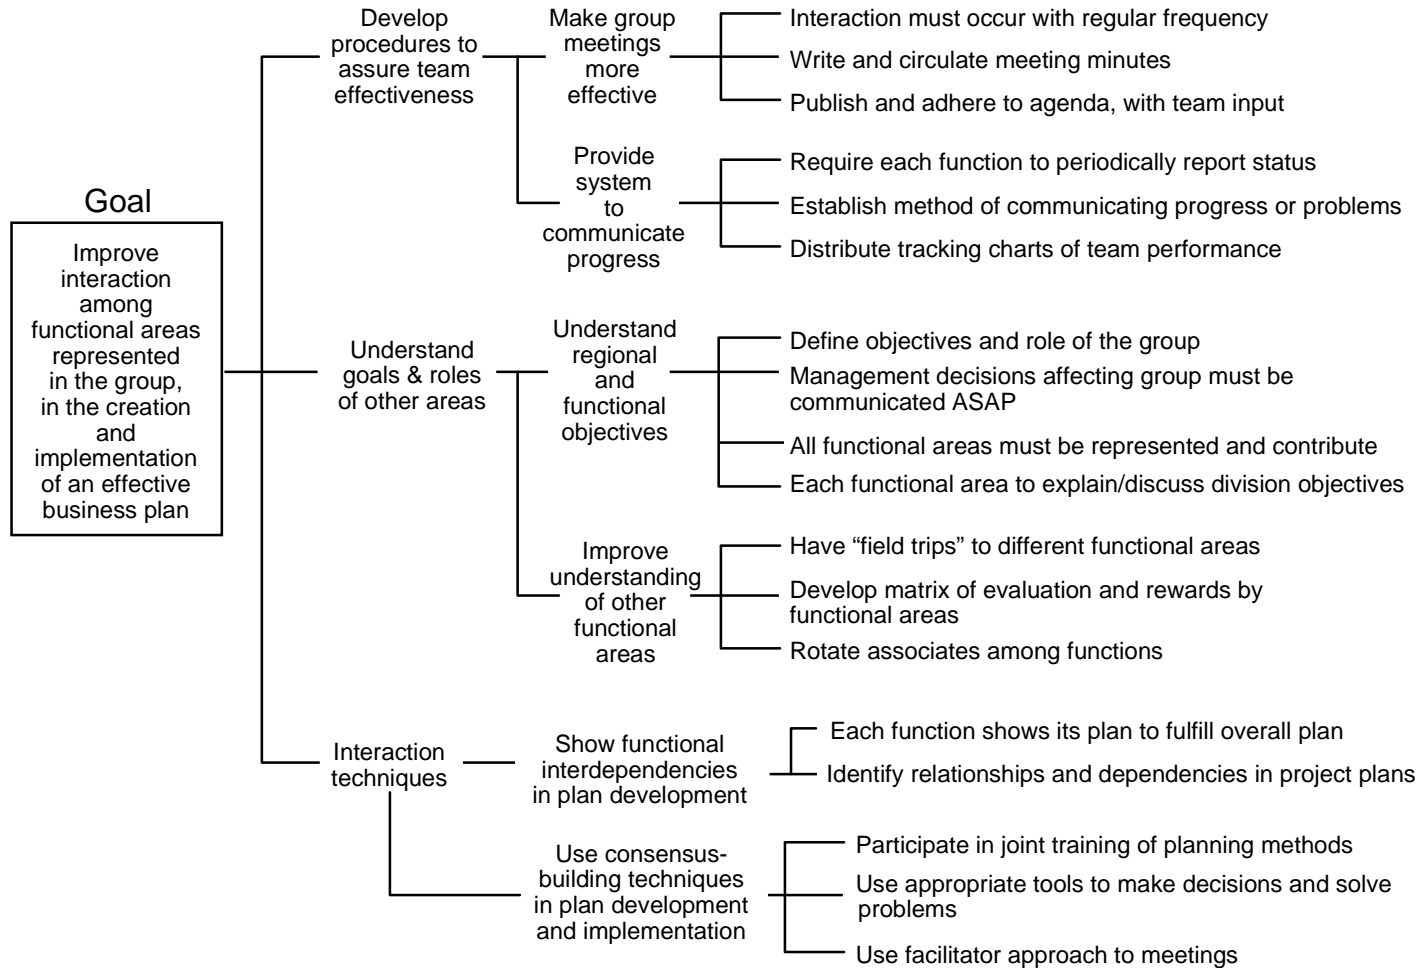 Goal
Improve
interaction
among
functional areas
represented
in the group,
in the creation
and
implementation
of an effective
business plan
Develop
procedures to
assure team
effectiveness
Make group
meetings
more
effective
Interaction must occur with regular frequency
Write and circulate meeting minutes
Publish and adhere to agenda, with team input
Provide
system
to
communicate
progress
Require each function to periodically report status
Establish method of communicating progress or problems
Distribute tracking charts of team performance
Understand
goals & roles
of other areas
Understand
regional
and
functional
objectives
Define objectives and role of the group
Management decisions affecting group must be
communicated ASAP
All functional areas must be represented and contribute
Each functional area to explain/discuss division objectives
Improve
understanding
of other
functional
areas
Have “field trips” to different functional areas
Develop matrix of evaluation and rewards by
functional areas
Rotate associates among functions
Interaction
techniques
Show functional
interdependencies
in plan development
Each function shows its plan to fulfill overall plan
Identify relationships and dependencies in project plans
Use consensus-
building techniques
in plan development
and implementation
Participate in joint training of planning methods
Use appropriate tools to make decisions and solve
problems
Use facilitator approach to meetings